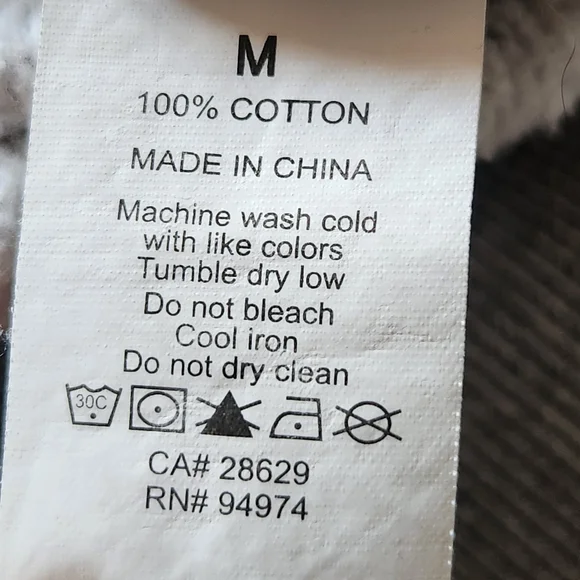 M
100% COTTON
MADE IN CHINA
Machine wash cold
with like colors
Tumble dry low
Do not bleach
Cool iron
Do not dry clean
30C
CA# 28629
RN# 94974